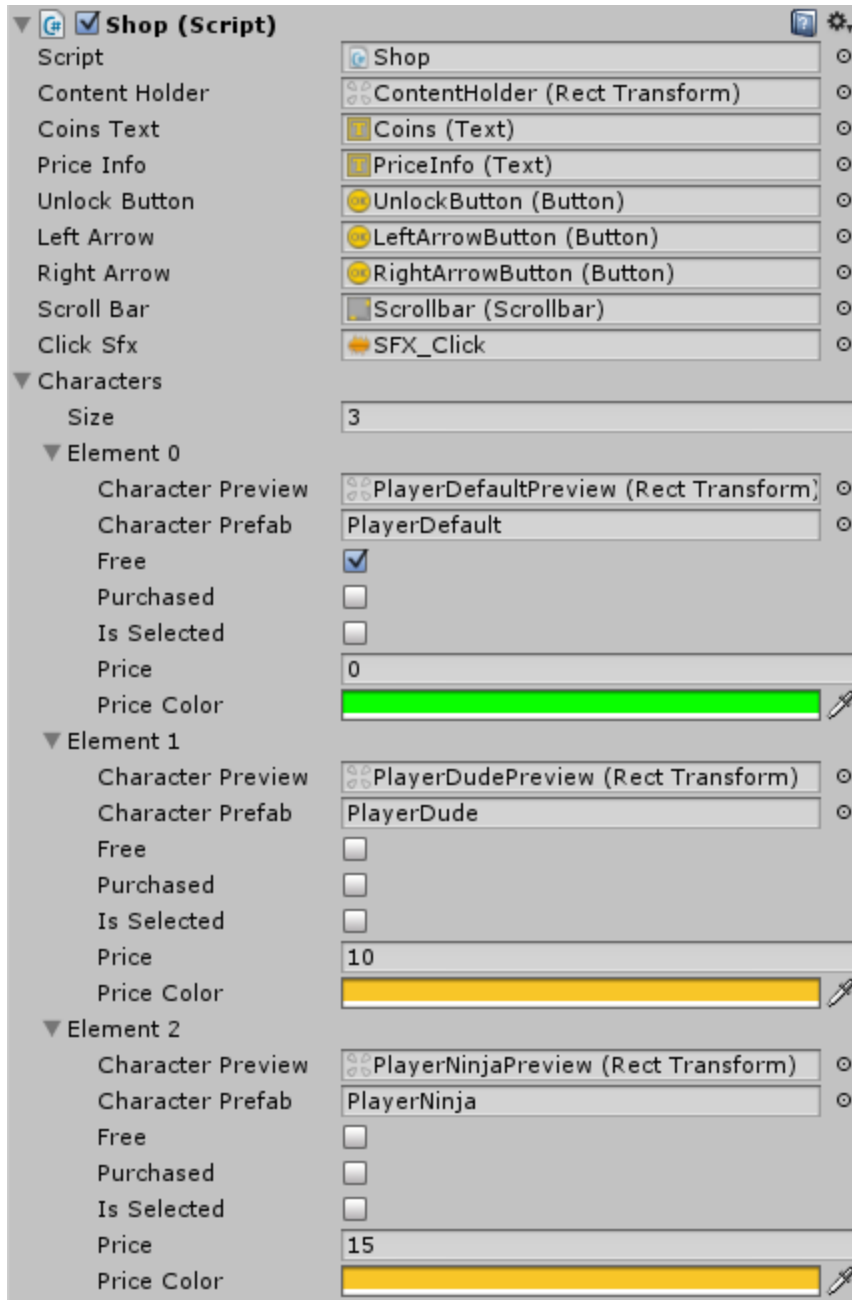 Shop (Script)
Script Shop
Content Holder ContentHolder (Rect Transform)
Coins Text Coins (Text)
Price Info PriceInfo (Text)
Unlock Button UnlockButton (Button)
Left Arrow LeftArrowButton (Button)
Right Arrow RightArrowButton (Button)
Scroll Bar Scrollbar (Scrollbar)
Click Sfx SFX_Click
Characters
Size 3
Element 0
Character Preview PlayerDefaultPreview (Rect Transform)
Character Prefab PlayerDefault
Free
Purchased
Is Selected
Price 0
Price Color
Element 1
Character Preview PlayerDudePreview (Rect Transform)
Character Prefab PlayerDude
Free
Purchased
Is Selected
Price 10
Price Color
Element 2
Character Preview PlayerNinjaPreview (Rect Transform)
Character Prefab PlayerNinja
Free
Purchased
Is Selected
Price 15
Price Color